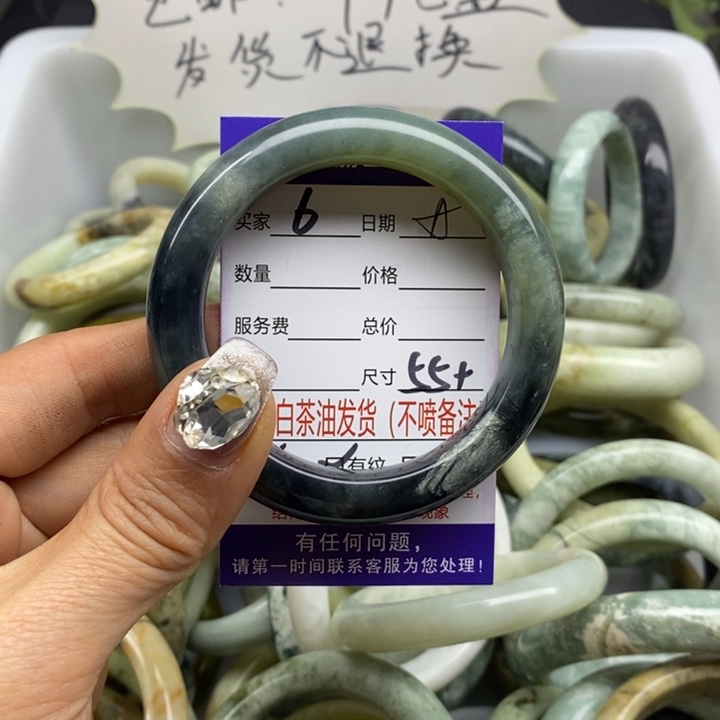 发货不退换
买家 6 日期
数量 价格
服务费 总价
尺寸 55+
白茶油发货（不喷备注
有纹
有任何问题，
请第一时间联系客服为您处理！